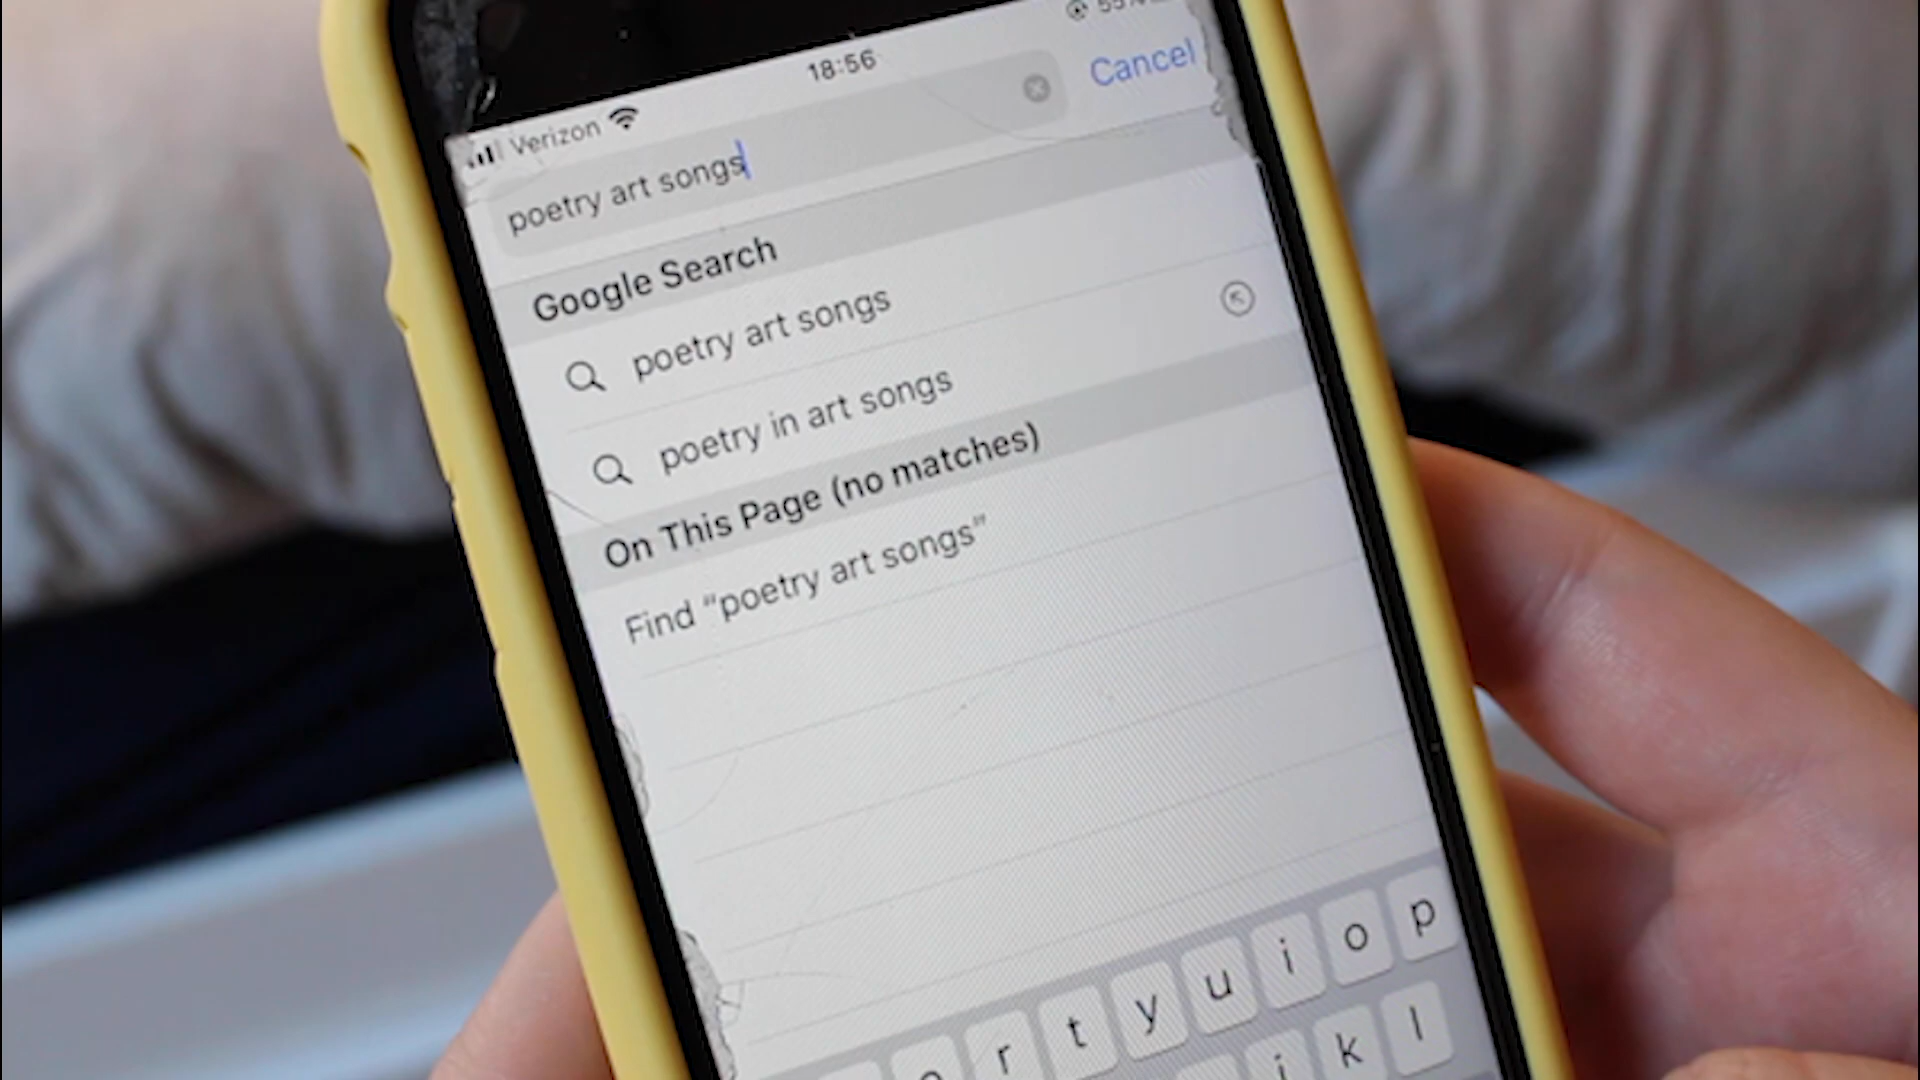 Verizon 18:56
poetry art songs Cancel
Google Search
poetry art songs
poetry in art songs
On This Page (no matches)
Find “poetry art songs”
r t y u i o p
k l